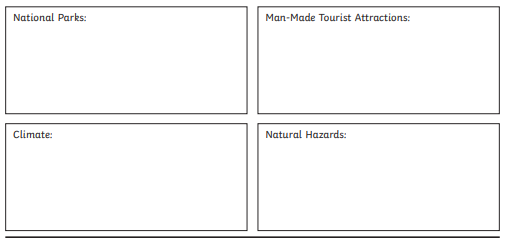 National Parks:
Man-Made Tourist Attractions:
Climate:
Natural Hazards: